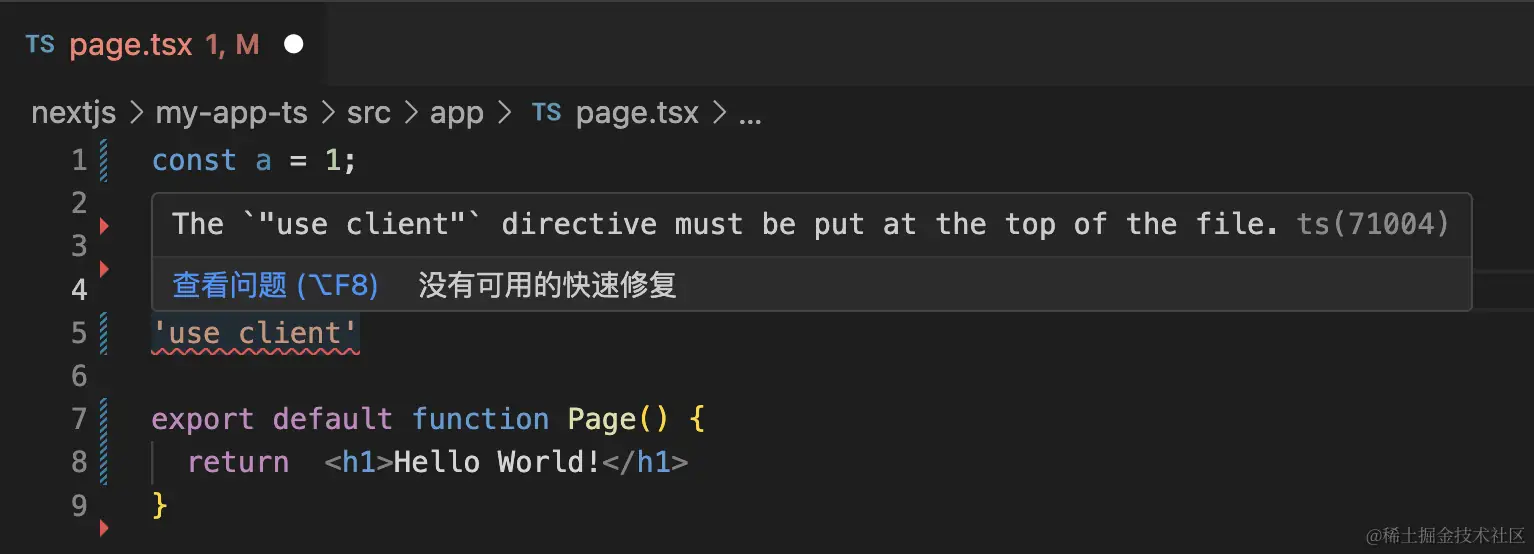 TS page.tsx 1, M
nextjs > my-app-ts > src > app > TS page.tsx > ...
1 const a = 1;
2
The `"use client"` directive must be put at the top of the file. ts(71004)
3
查看问题 (⌥F8) 没有可用的快速修复
4
5 'use client'
6
7 export default function Page() {
8 return <h1>Hello World!</h1>
9 }
@稀土掘金技术社区